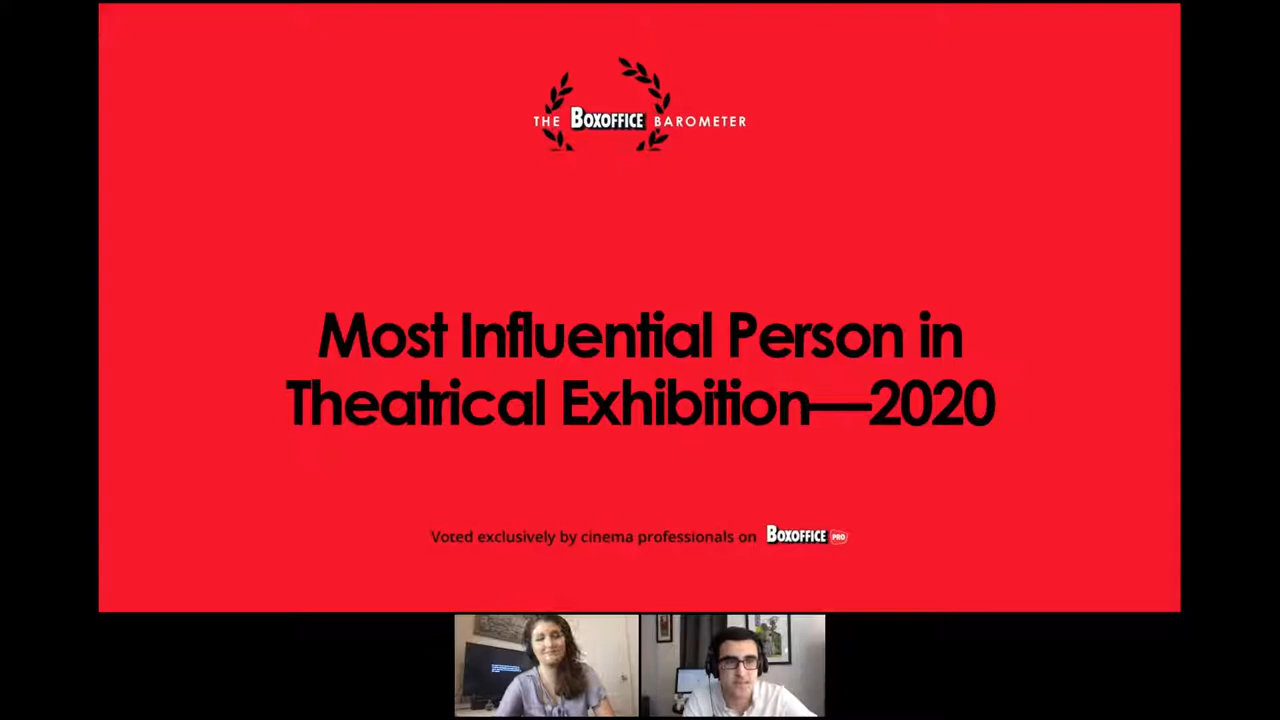 THE BOXOFFICE BAROMETER
Most Influential Person in
Theatrical Exhibition—2020
Voted exclusively by cinema professionals on BOXOFFICE PRO